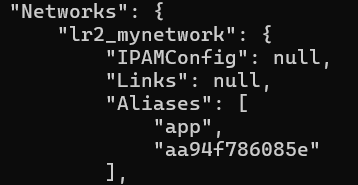 "Networks": {
    "lr2_mynetwork": {
        "IPAMConfig": null,
        "Links": null,
        "Aliases": [
            "app",
            "aa94f786085e"
        ],